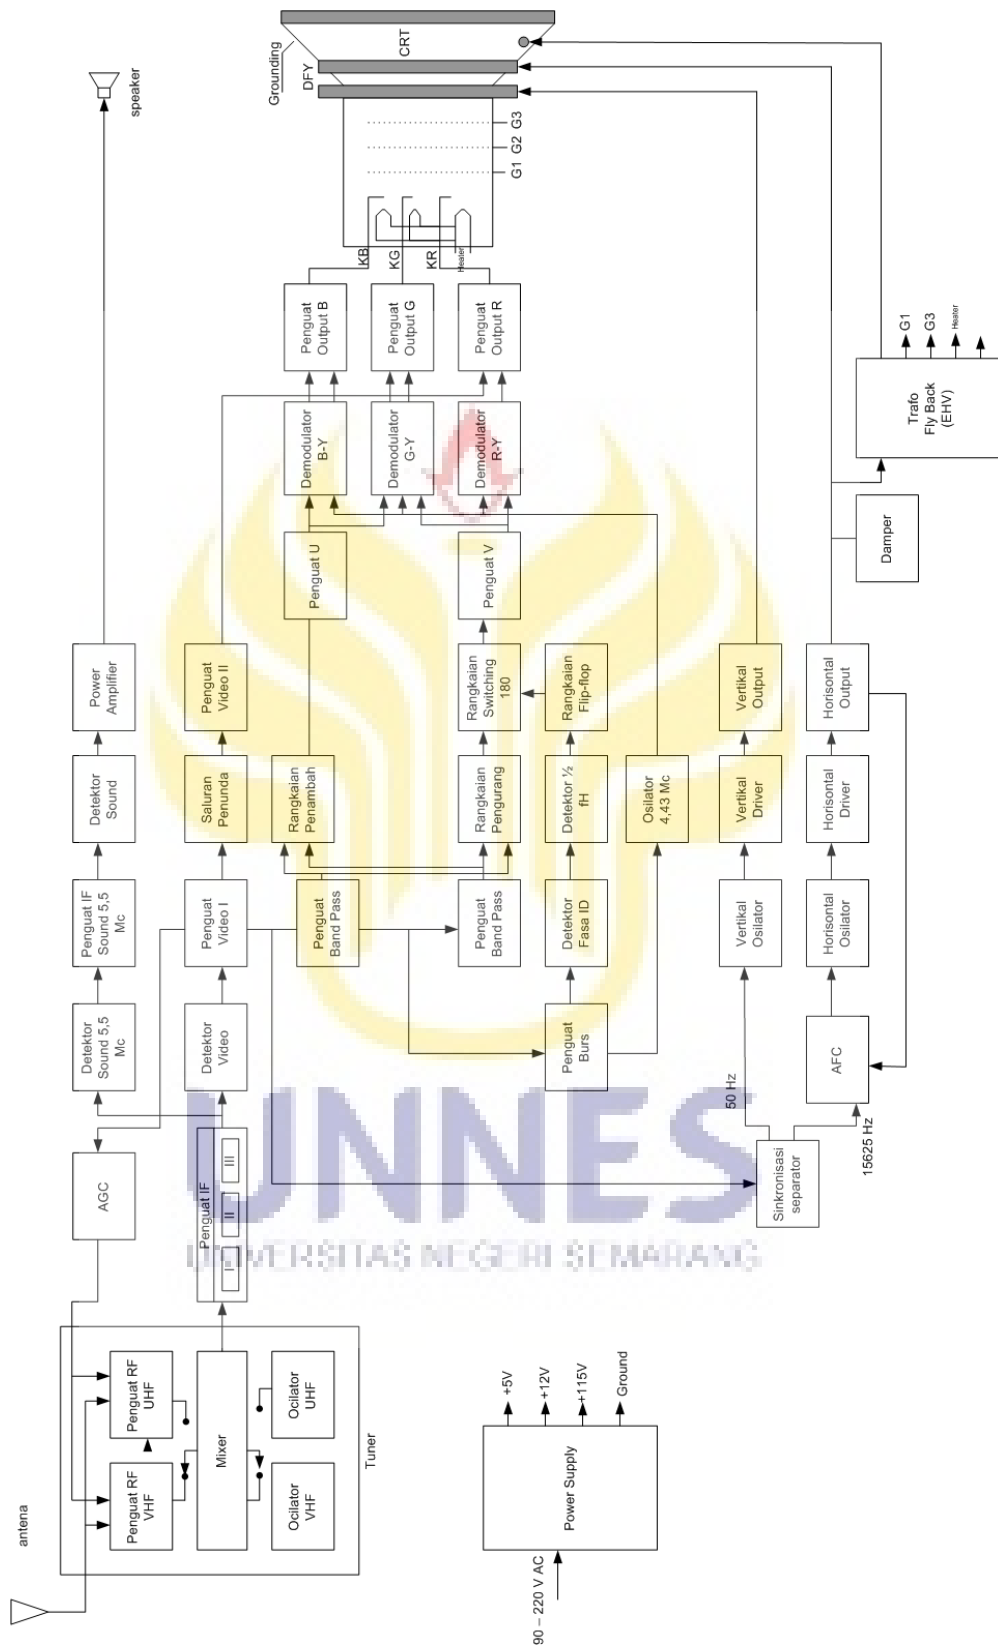 antena
Penguat RF
VHF
Penguat RF
UHF
Mixer
Ocilator
VHF
Ocilator
UHF
Tuner
AGC
Penguat IF
I
II
III
Detektor
Sound 5,5
Mc
Penguat IF
Sound 5,5
Mc
Detektor
Sound
Power
Amplifier
speaker
Detektor
Video
Penguat
Video I
Saluran
Penunda
Penguat
Video II
Penguat
Band Pass
Rangkaian
Penambah
Penguat U
Demodulator
B-Y
Penguat
Output B
Demodulator
G-Y
Penguat
Output G
Penguat
Band Pass
Rangkaian
Pengurang
Rangkaian
Switching
180
Penguat V
Demodulator
R-Y
Penguat
Output R
Penguat
Burs
Detektor
Fasa ID
Detektor ½
fH
Rangkaian
Flip-flop
Osilator
4,43 Mc
KB
KG
KR
Heater
G1
G2
G3
Grounding
DFY
CRT
Sinkronisasi
separator
50 Hz
15625 Hz
Vertikal
Osilator
Vertikal
Driver
Vertikal
Output
AFC
Horisontal
Osilator
Horisontal
Driver
Horisontal
Output
Damper
Trafo
Fly Back
(EHV)
G1
G3
Heater
90 – 220 V AC
Power Supply
+5V
+12V
+115V
Ground
UNNES
UNIVERSITAS NEGERI SEMARANG